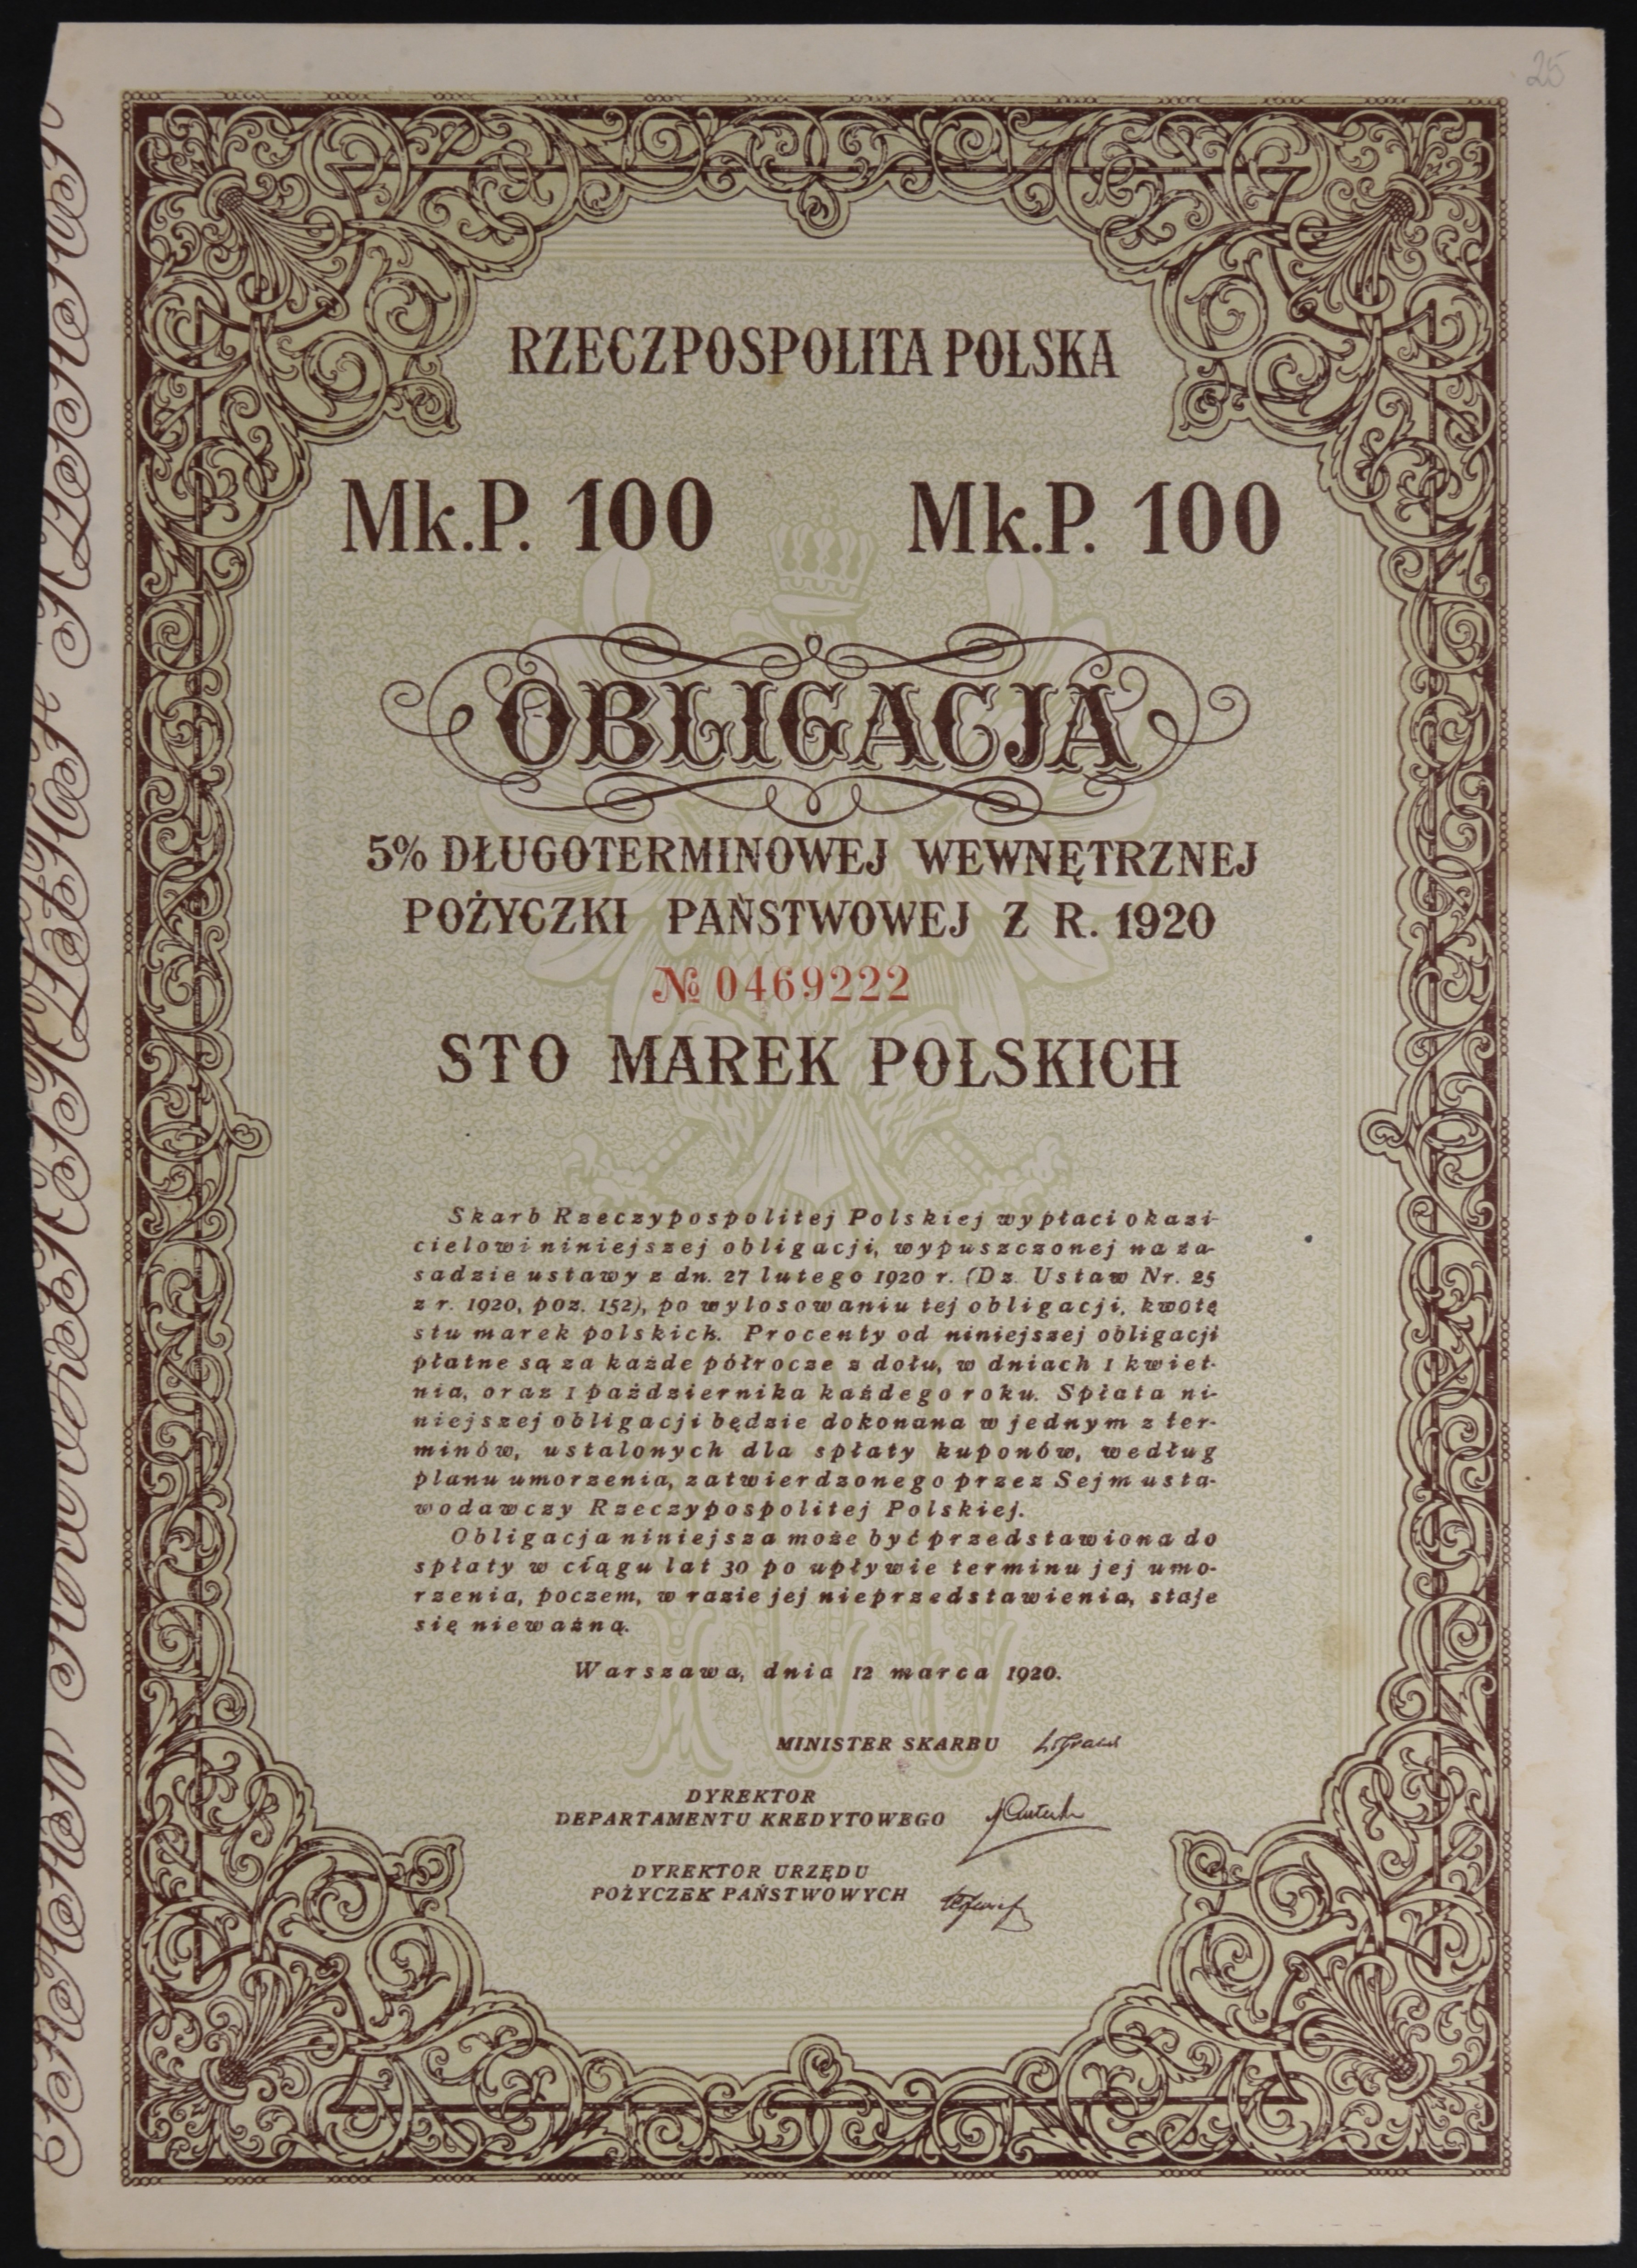 25
RZECZPOSPOLITA POLSKA
Mk.P. 100 Mk.P. 100
OBLIGACJA
5% DŁUGOTERMINOWEJ WEWNĘTRZNEJ
POŻYCZKI PAŃSTWOWEJ Z R. 1920
№ 0469222
STO MAREK POLSKICH
Skarb Rzeczypospolitej Polskiej wypłaci okazi-
cielowi niniejszej obligacji, wypuszczonej na za-
sadzie ustawy z dn. 27 lutego 1920 r. (Dz. Ustaw Nr. 25
z r. 1920, poz. 152), po wylosowaniu tej obligacji, kwotę
stu marek polskich. Procenty od niniejszej obligacji
płatne są za każde półrocze z dołu, w dniach 1 kwiet-
nia, oraz 1 października każdego roku. Spłata ni-
niejszej obligacji będzie dokonana w jednym z ter-
minów, ustalonych dla spłaty kuponów, według
planu umorzenia, zatwierdzonego przez Sejm usta-
wodawczy Rzeczypospolitej Polskiej.
Obligacja niniejsza może być przedstawiona do
spłaty w ciągu lat 30 po upływie terminu jej umo-
rzenia, poczem, w razie jej nieprzedstawienia, staje
się nieważną.
Warszawa, dnia 12 marca 1920.
MINISTER SKARBU
DYREKTOR
DEPARTAMENTU KREDYTOWEGO
DYREKTOR URZĘDU
POŻYCZEK PAŃSTWOWYCH
100